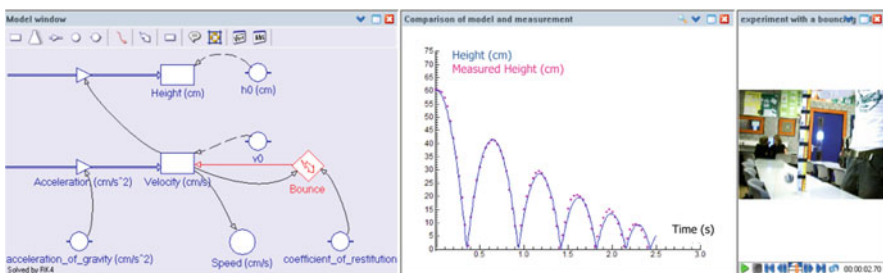 Model window
Height (cm)
h0 (cm)
v0
Acceleration (cm/s^2)
Velocity (cm/s)
Bounce
acceleration_of_gravity (cm/s^2)
Speed (cm/s)
coefficient_of_restitution
Solved by RK4
Comparison of model and measurement
Height (cm)
Measured Height (cm)
75
70
65
60
55
50
45
40
35
30
25
20
15
10
5
0
Time (s)
0.5
1.0
1.5
2.0
2.5
3.0
experiment with a bouncing
00:00:02.70